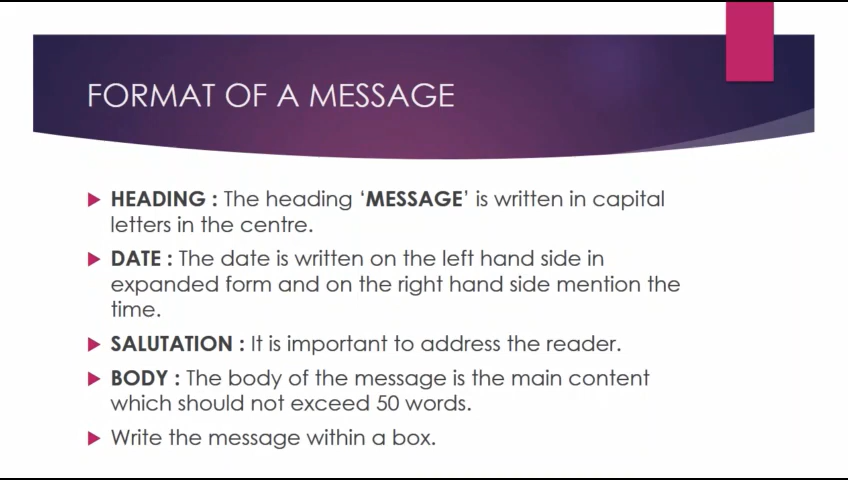 FORMAT OF A MESSAGE
HEADING : The heading ‘MESSAGE’ is written in capital
letters in the centre.
DATE : The date is written on the left hand side in
expanded form and on the right hand side mention the
time.
SALUTATION : It is important to address the reader.
BODY : The body of the message is the main content
which should not exceed 50 words.
Write the message within a box.